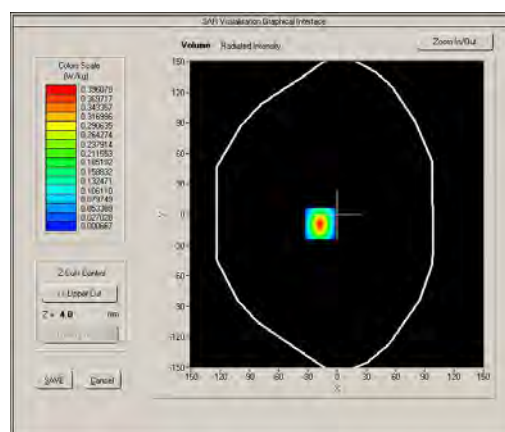 SAR Visualisation Graphical Interface
Volume Radiated Intensity
Zoom In/Out
Colors Scale
(W/kg)
0.396079
0.369717
0.343357
0.316996
0.290635
0.264274
0.237914
0.211553
0.185192
0.158832
0.132471
0.106110
0.079749
0.053389
0.027028
0.000667
150
120
90
60
30
0
-30
-60
-90
-120
-150
150 120 90 60 30 0 30 60 90 120 150
Y
X
Z Cut Control
Upper Cut
Z = 4.0 mm
SAVE
Cancel